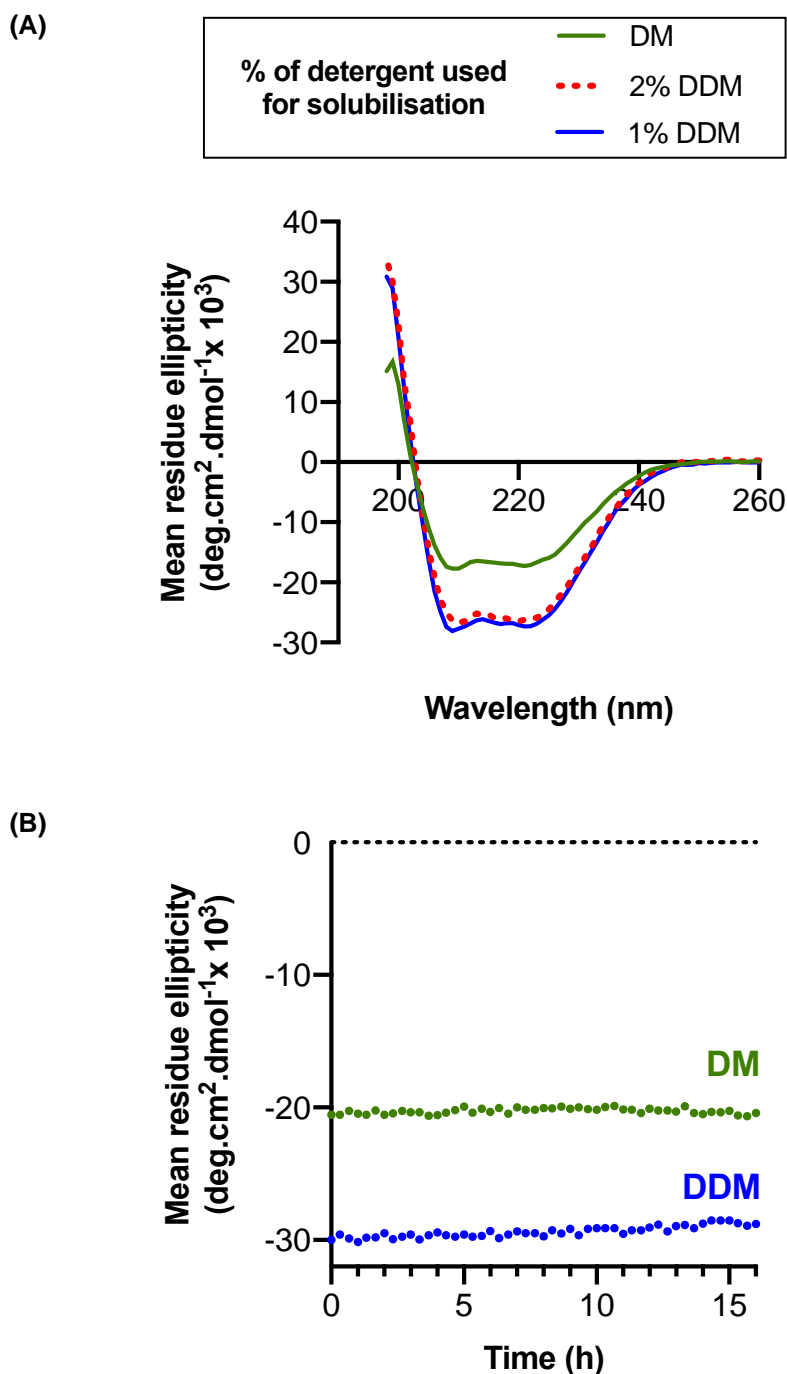 (A)
% of detergent used
for solubilisation
DM
2% DDM
1% DDM
Mean residue ellipticity
(deg.cm².dmol⁻¹x 10³)
40
30
20
10
0
-10
-20
-30
200
220
240
260
Wavelength (nm)
(B)
Mean residue ellipticity
(deg.cm².dmol⁻¹x 10³)
0
-10
-20
-30
DM
DDM
0
5
10
15
Time (h)